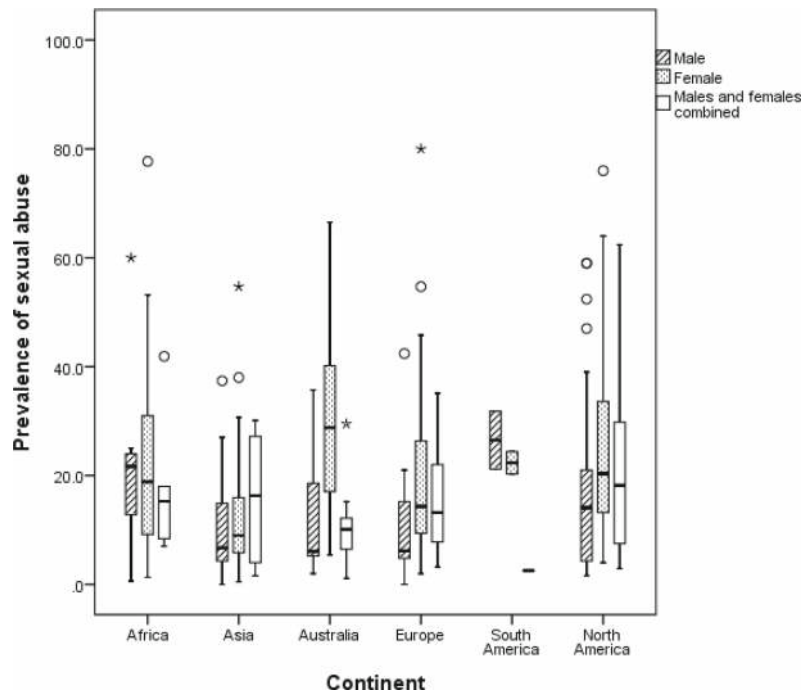 100.0
80.0
60.0
40.0
20.0
.0
Prevalence of sexual abuse
Male
Female
Males and females
combined
Africa
Asia
Australia
Europe
South
America
North
America
Continent